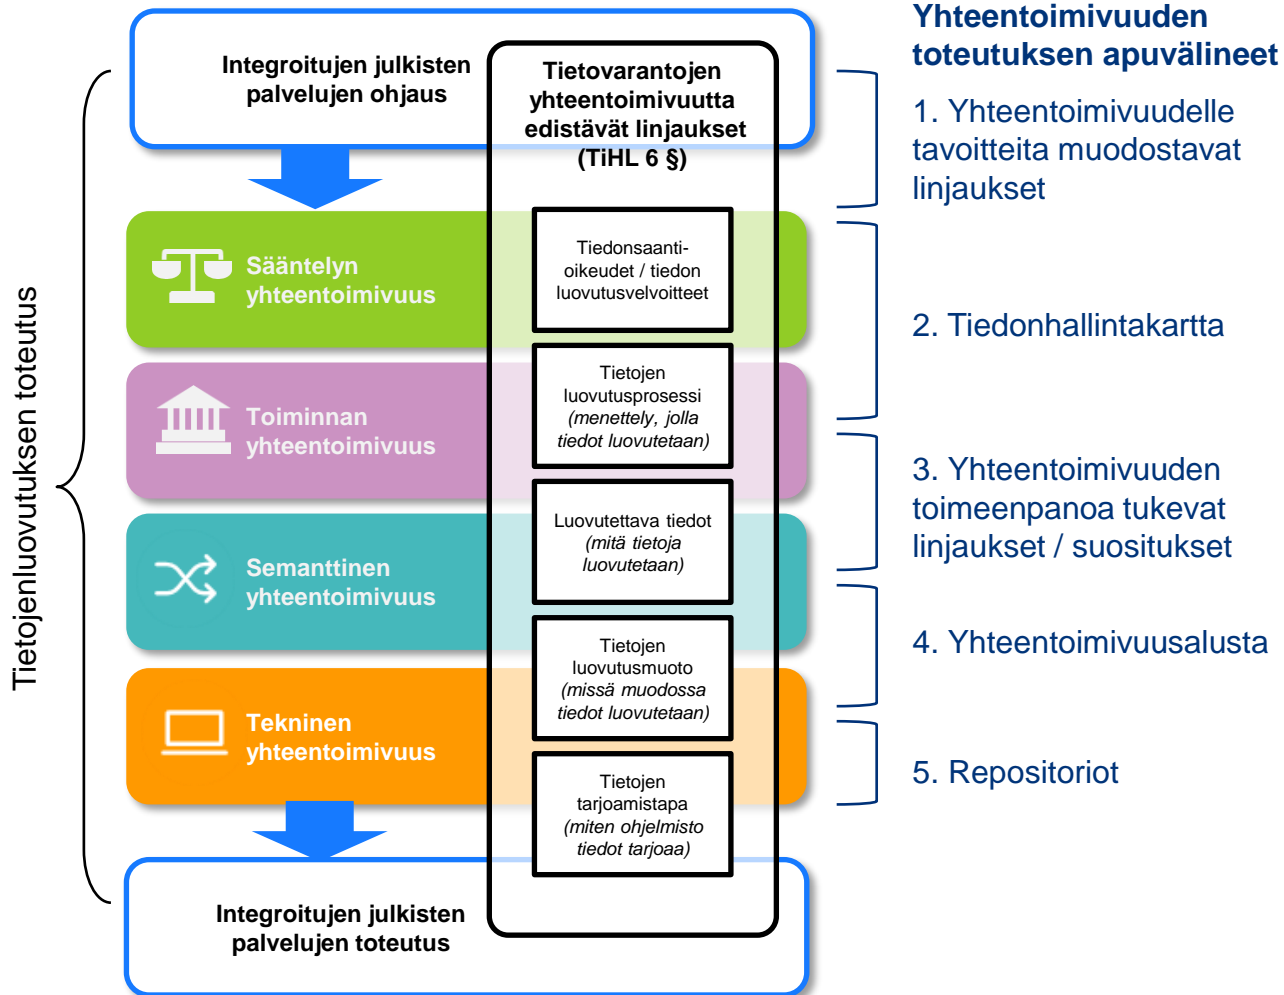 Tietojenluovutuksen toteutus
Integroitujen julkisten
palvelujen ohjaus
Tietovarantojen
yhteentoimivuutta
edistävät linjaukset
(TiHL 6 §)
Sääntelyn
yhteentoimivuus
Tiedonsaanti-
oikeudet / tiedon
luovutusvelvoitteet
Toiminnan
yhteentoimivuus
Tietojen
luovutusprosessi
(menettely, jolla
tiedot luovutetaan)
Semanttinen
yhteentoimivuus
Luovutettava tiedot
(mitä tietoja
luovutetaan)
Tekninen
yhteentoimivuus
Tietojen
luovutusmuoto
(missä muodossa
tiedot luovutetaan)
Tietojen
tarjoamistapa
(miten ohjelmisto
tiedot tarjoaa)
Integroitujen julkisten
palvelujen toteutus
Yhteentoimivuuden
toteutuksen apuvälineet
1. Yhteentoimivuudelle
tavoitteita muodostavat
linjaukset
2. Tiedonhallintakartta
3. Yhteentoimivuuden
toimeenpanoa tukevat
linjaukset / suositukset
4. Yhteentoimivuusalusta
5. Repositoriot